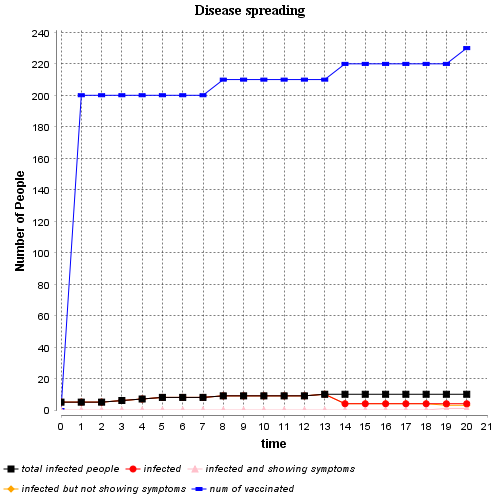 Disease spreading
240
220
200
180
160
140
120
100
80
60
40
20
0
Number of People
0 1 2 3 4 5 6 7 8 9 10 11 12 13 14 15 16 17 18 19 20 21
time
total infected people infected infected and showing symptoms
infected but not showing symptoms num of vaccinated